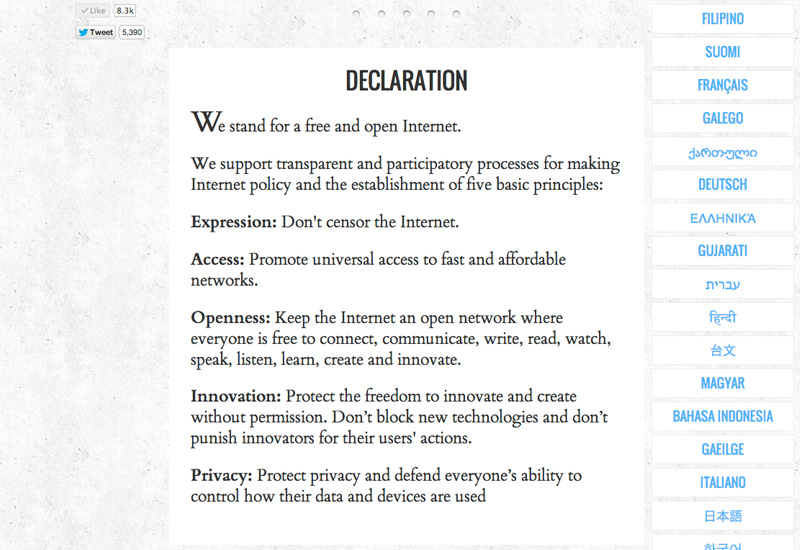 Like 8.3k
Tweet 5,390
DECLARATION
We stand for a free and open Internet.
We support transparent and participatory processes for making
Internet policy and the establishment of five basic principles:
Expression: Don't censor the Internet.
Access: Promote universal access to fast and affordable
networks.
Openness: Keep the Internet an open network where
everyone is free to connect, communicate, write, read, watch,
speak, listen, learn, create and innovate.
Innovation: Protect the freedom to innovate and create
without permission. Don’t block new technologies and don’t
punish innovators for their users' actions.
Privacy: Protect privacy and defend everyone’s ability to
control how their data and devices are used
FILIPINO
SUOMI
FRANÇAIS
GALEGO
ქართული
DEUTSCH
ΕΛΛΗΝΙΚΆ
GUJARATI
עברית
हिन्दी
台文
MAGYAR
BAHASA INDONESIA
GAEILGE
ITALIANO
日本語
한국어